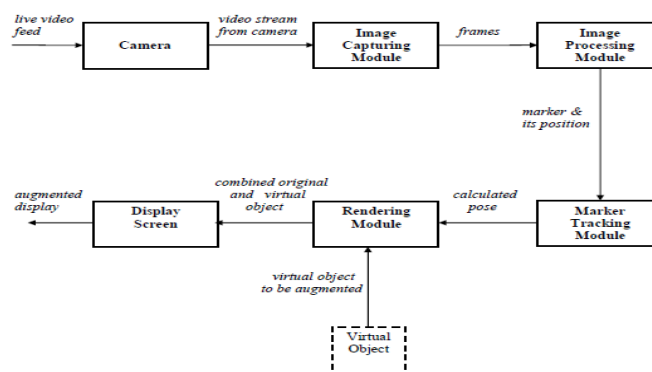 live video
feed
Camera
video stream
from camera
Image
Capturing
Module
frames
Image
Processing
Module
marker &
its position
augmented
display
Display
Screen
combined original
and virtual
object
Rendering
Module
calculated
pose
Marker
Tracking
Module
virtual object
to be augmented
Virtual
Object